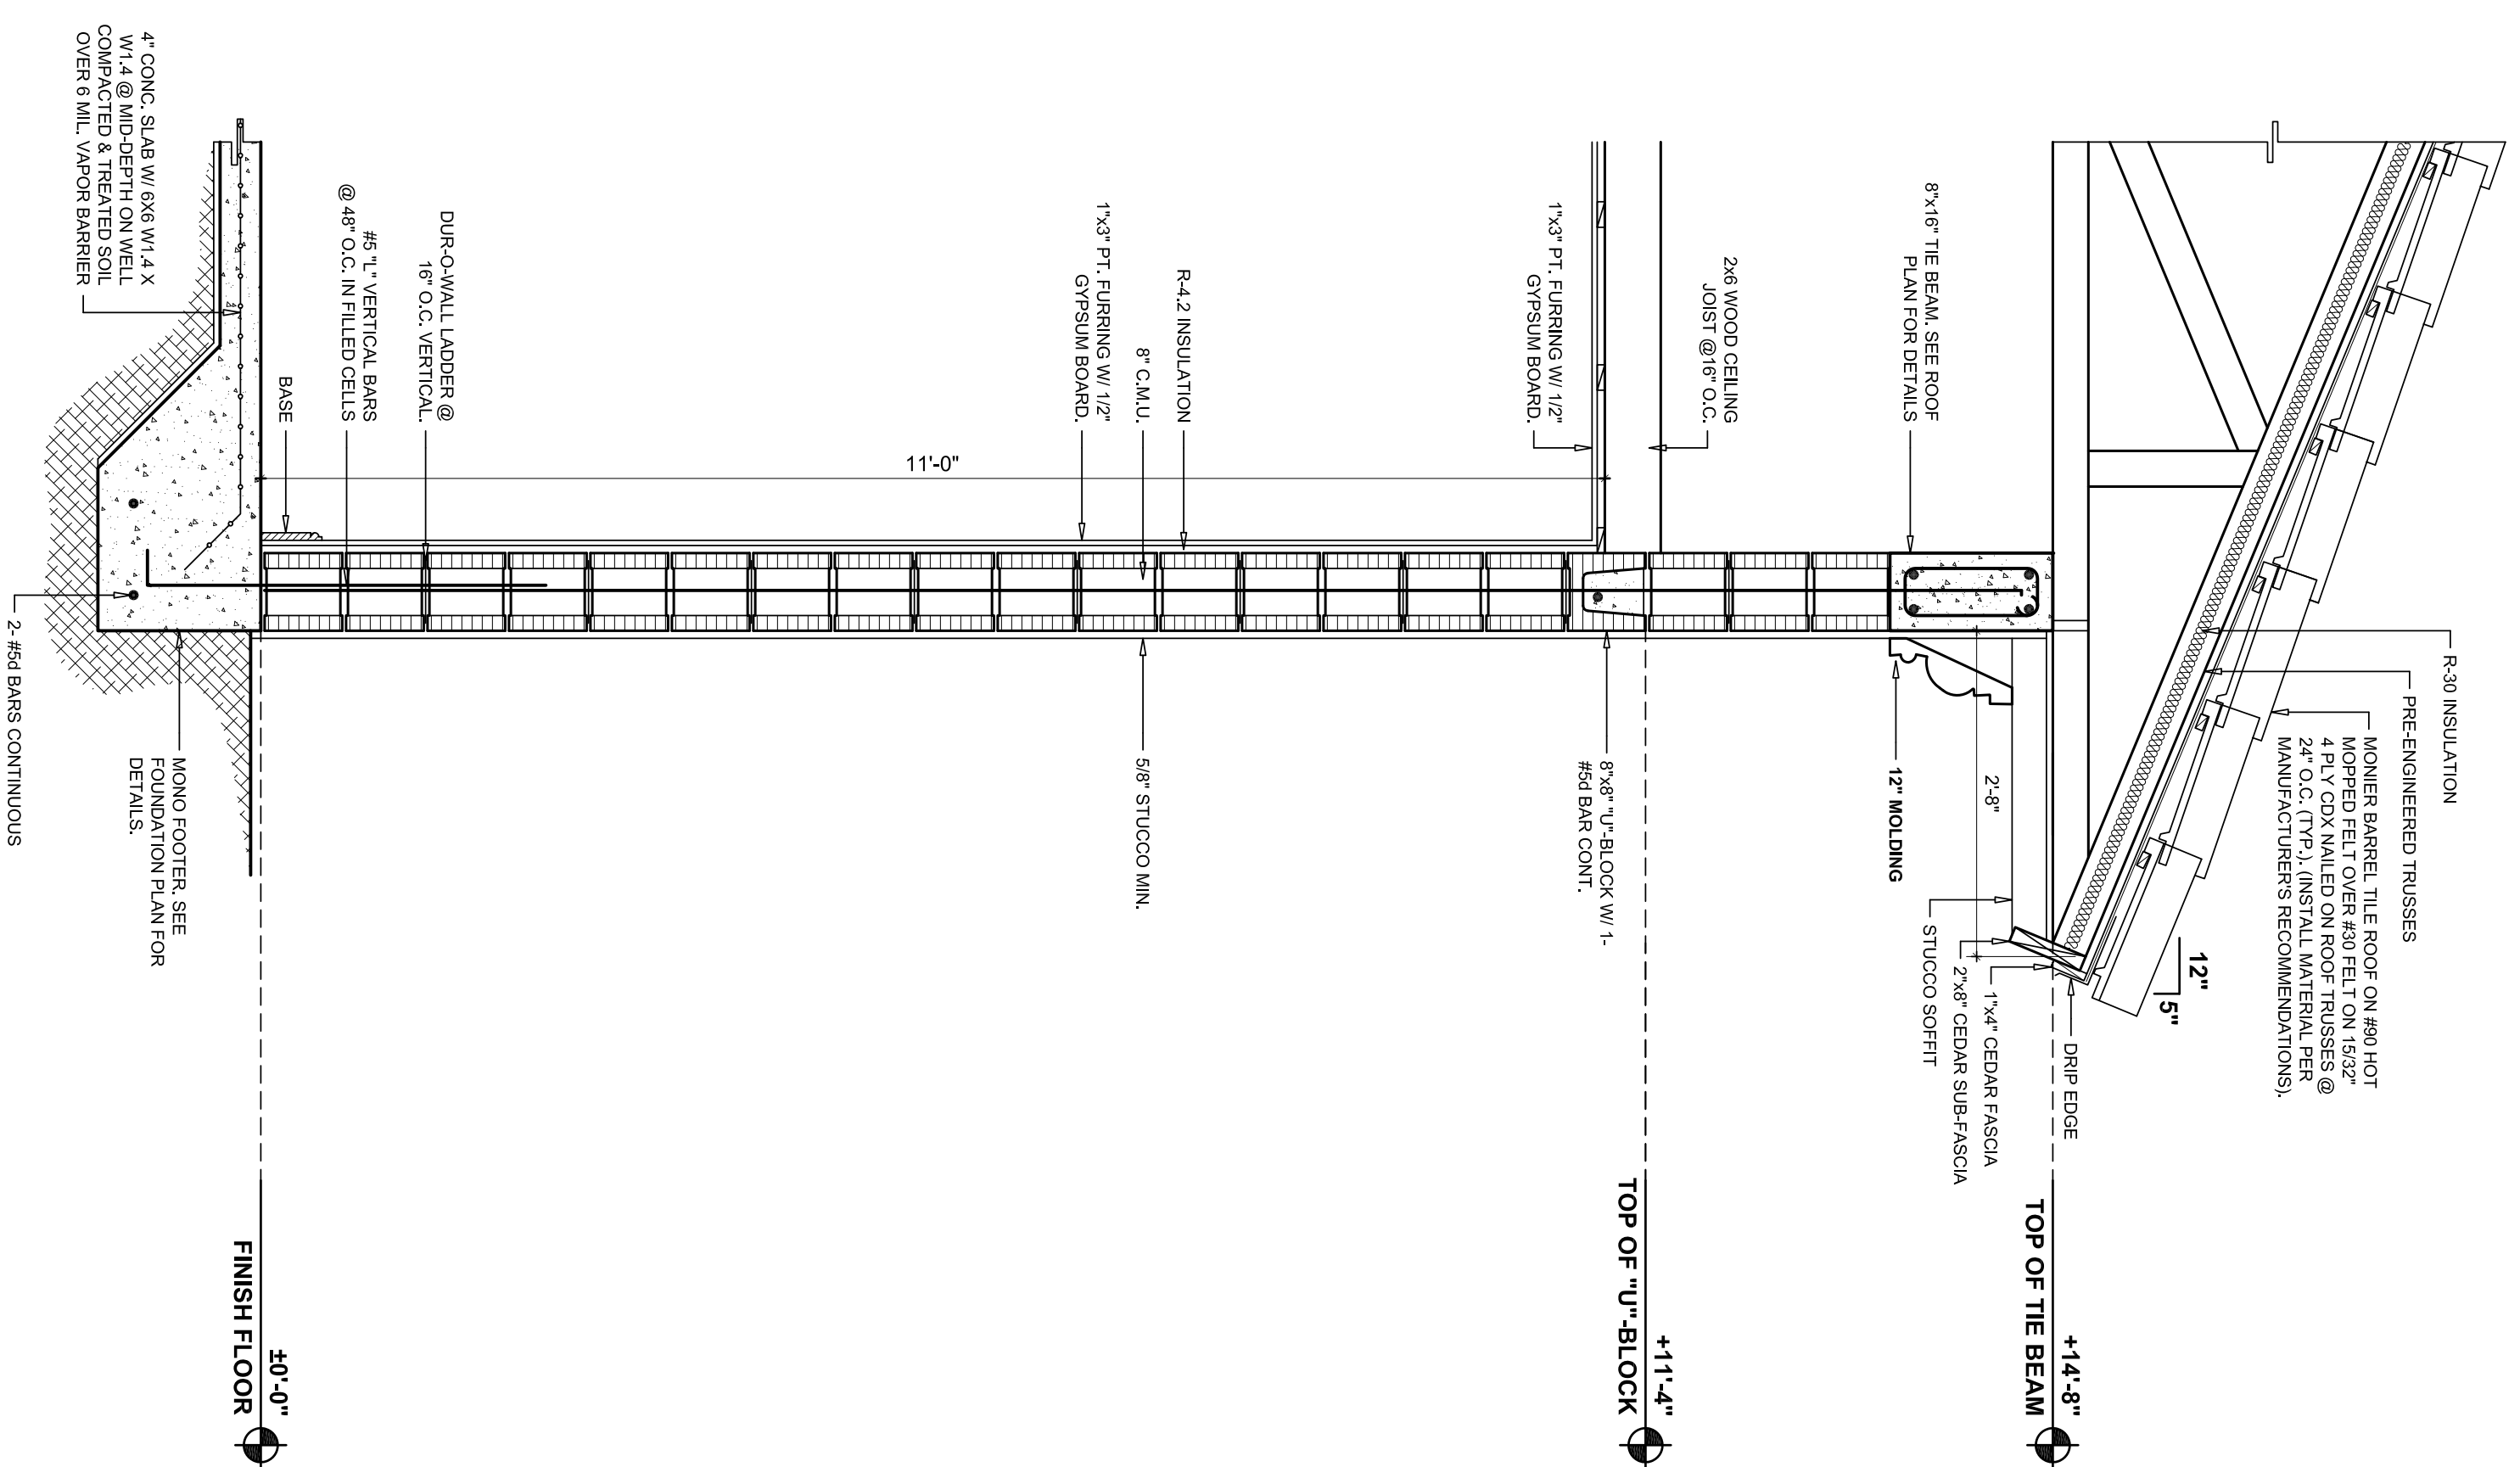 R-30 INSULATION
PRE-ENGINEERED TRUSSES
MONIER BARREL TILE ROOF ON #90 HOT
MOPPED FELT OVER #30 FELT ON 15/32"
4 PLY CDX NAILED ON ROOF TRUSSES @
24" O.C. (TYP.). (INSTALL MATERIAL PER
MANUFACTURER'S RECOMMENDATIONS).
12"
5"
DRIP EDGE
1"x4" CEDAR FASCIA
2"x8" CEDAR SUB-FASCIA
STUCCO SOFFIT
2'-8"
12" MOLDING
+14'-8"
TOP OF TIE BEAM
8"x16" TIE BEAM. SEE ROOF
PLAN FOR DETAILS
2x6 WOOD CEILING
JOIST @16" O.C.
1"x3" PT. FURRING W/ 1/2"
GYPSUM BOARD.
8"x8" "U"-BLOCK W/ 1-
#5d BAR CONT.
+11'-4"
TOP OF "U"-BLOCK
R-4.2 INSULATION
8" C.M.U.
1"x3" PT. FURRING W/ 1/2"
GYPSUM BOARD.
11'-0"
5/8" STUCCO MIN.
DUR-O-WALL LADDER @
16" O.C. VERTICAL.
#5 "L" VERTICAL BARS
@ 48" O.C. IN FILLED CELLS
BASE
±0'-0"
FINISH FLOOR
4" CONC. SLAB W/ 6X6 W1.4 X
W1.4 @ MID-DEPTH ON WELL
COMPACTED & TREATED SOIL
OVER 6 MIL. VAPOR BARRIER
MONO FOOTER. SEE
FOUNDATION PLAN FOR
DETAILS.
2- #5d BARS CONTINUOUS